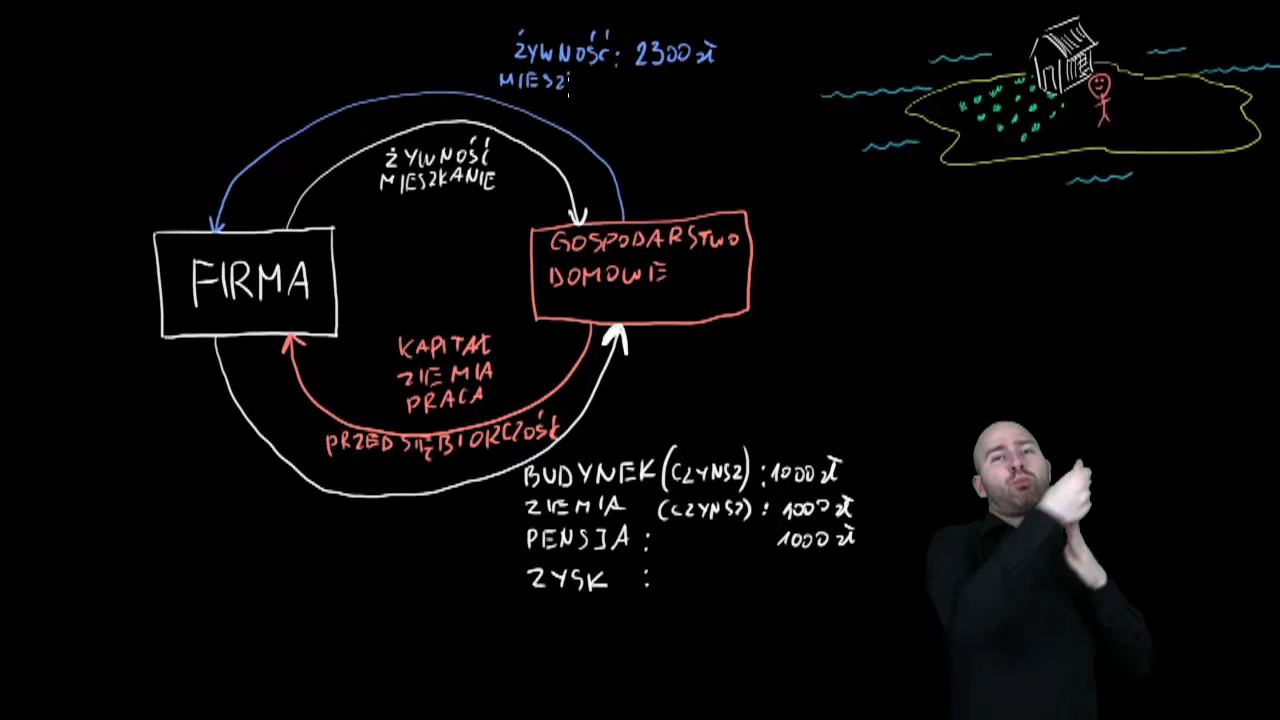 ŻYWNOŚĆ: 2300 zł
MIESZ
ŻYWNOŚĆ
MIESZKANIE
FIRMA
GOSPODARSTWO
DOMOWE
KAPITAŁ
ZIEMIA
PRACA
PRZEDSIĘBIORCZOŚĆ
BUDYNEK (CZYNSZ): 1000 zł
ZIEMIA (CZYNSZ): 1000 zł
PENSJA: 1000 zł
ZYSK :